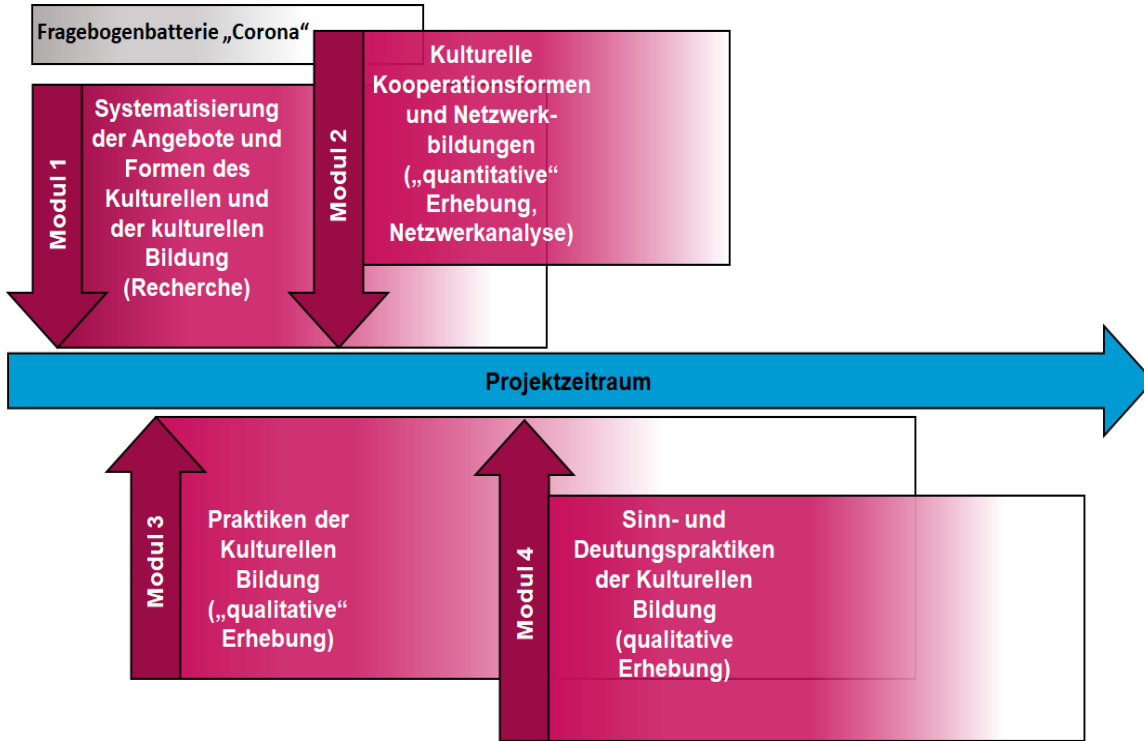 Fragebogenbatterie „Corona“
Modul 1
Systematisierung
der Angebote und
Formen des
Kulturellen und
der kulturellen
Bildung
(Recherche)
Modul 2
Kulturelle
Kooperationsformen
und Netzwerk-
bildungen
(„quantitative“
Erhebung,
Netzwerkanalyse)
Projektzeitraum
Modul 3
Praktiken der
Kulturellen
Bildung
(„qualitative“
Erhebung)
Modul 4
Sinn- und
Deutungspraktiken
der Kulturellen
Bildung
(qualitative
Erhebung)